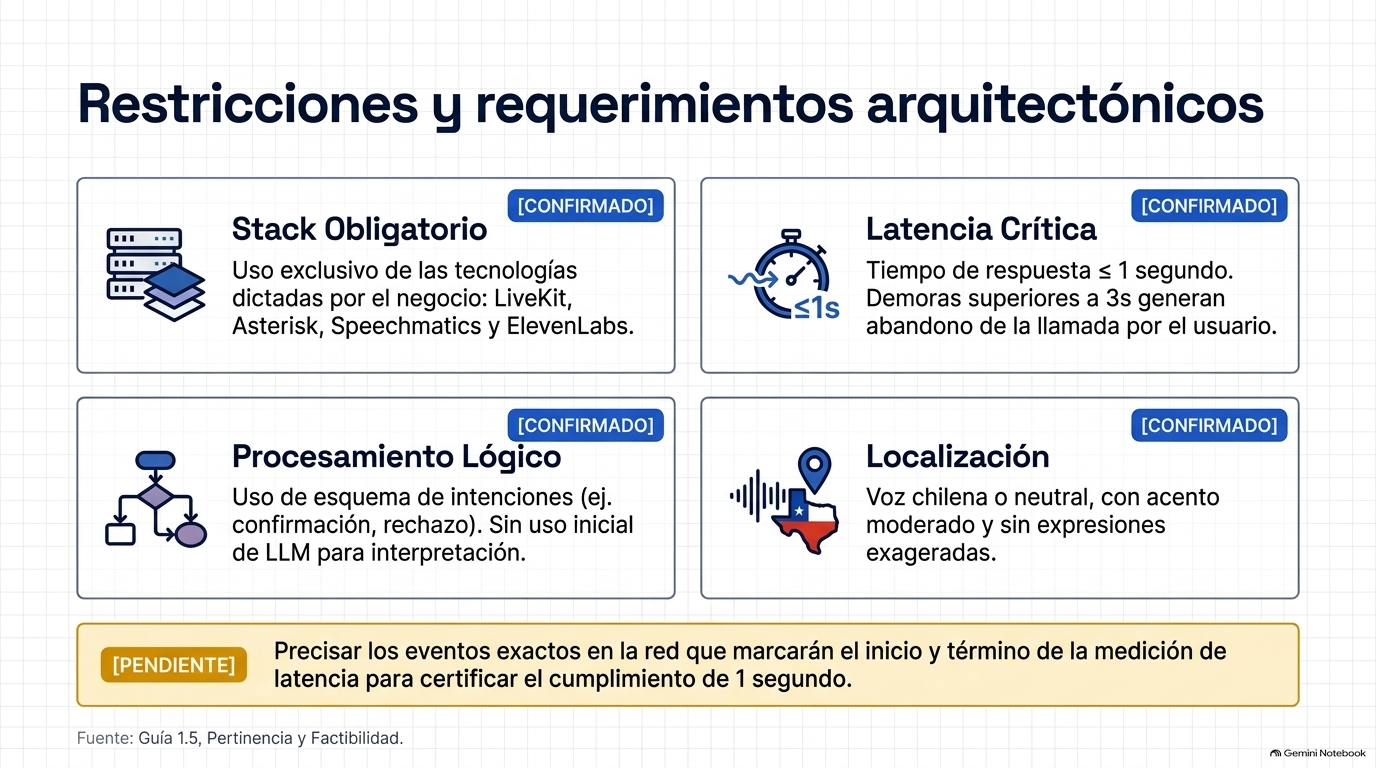 Restricciones y requerimientos arquitectónicos
[CONFIRMADO]
Stack Obligatorio
Uso exclusivo de las tecnologías
dictadas por el negocio: LiveKit,
Asterisk, Speechmatics y ElevenLabs.
[CONFIRMADO]
Latencia Crítica
≤1s
Tiempo de respuesta ≤ 1 segundo.
Demoras superiores a 3s generan
abandono de la llamada por el usuario.
[CONFIRMADO]
Procesamiento Lógico
Uso de esquema de intenciones (ej.
confirmación, rechazo). Sin uso inicial
de LLM para interpretación.
[CONFIRMADO]
Localización
Voz chilena o neutral, con acento
moderado y sin expresiones
exageradas.
[PENDIENTE]
Precisar los eventos exactos en la red que marcarán el inicio y término de la medición de
latencia para certificar el cumplimiento de 1 segundo.
Fuente: Guía 1.5, Pertinencia y Factibilidad.
Gemini Notebook